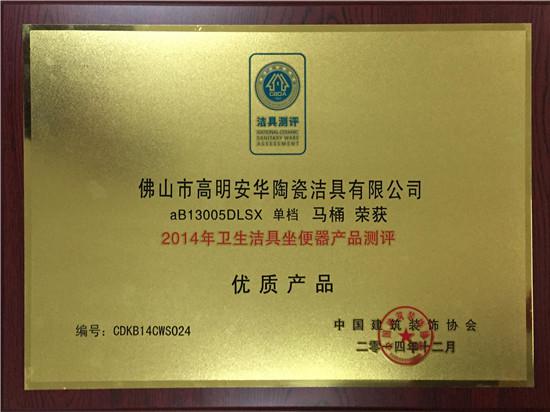 CBDA
洁具测评
NATIONAL CERAMIC
SANITARY WARE
ASSESSMENT
佛山市高明安华陶瓷洁具有限公司
aB13005DLSX 单档 马桶 荣获
2014年卫生洁具坐便器产品测评
优质产品
编号：CDKB14CWSO24
中国建筑装饰协会
二零一四年十二月